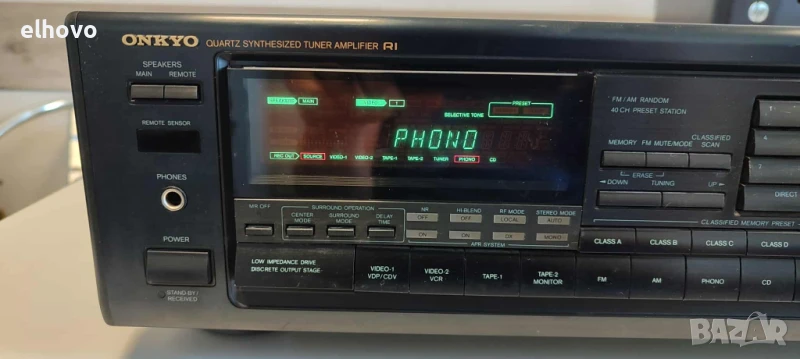 elhovo
ONKYO QUARTZ SYNTHESIZED TUNER AMPLIFIER RI
SPEAKERS
MAIN REMOTE
REMOTE SENSOR
PHONES
POWER
STAND-BY/
RECEIVED
MAIN
SELECTIVE TONE
PRESET
PHONO
REC OUT SOURCE VIDEO-1 VIDEO-2 TAPE-1 TAPE-2 TUNER PHONO CD
SURROUND OPERATION
CENTER MODE
SURROUND MODE
DELAY TIME
HI-BLEND
RF MODE
STEREO MODE
OFF OFF LOCAL AUTO
ON ON DX MONO
APR SYSTEM
LOW IMPEDANCE DRIVE
DISCRETE OUTPUT STAGE
VIDEO-1 VDP/CDV
VIDEO-2 VCR
TAPE-1
TAPE-2 MONITOR
FM
AM
PHONO
CD
FM / AM RANDOM
40 CH PRESET STATION
MEMORY FM MUTE/MODE CLASSIFIED SCAN
ERASE
DOWN TUNING UP
DIRECT
CLASSIFIED MEMORY PRESET
CLASS A CLASS B CLASS C CLASS D
BAZAR